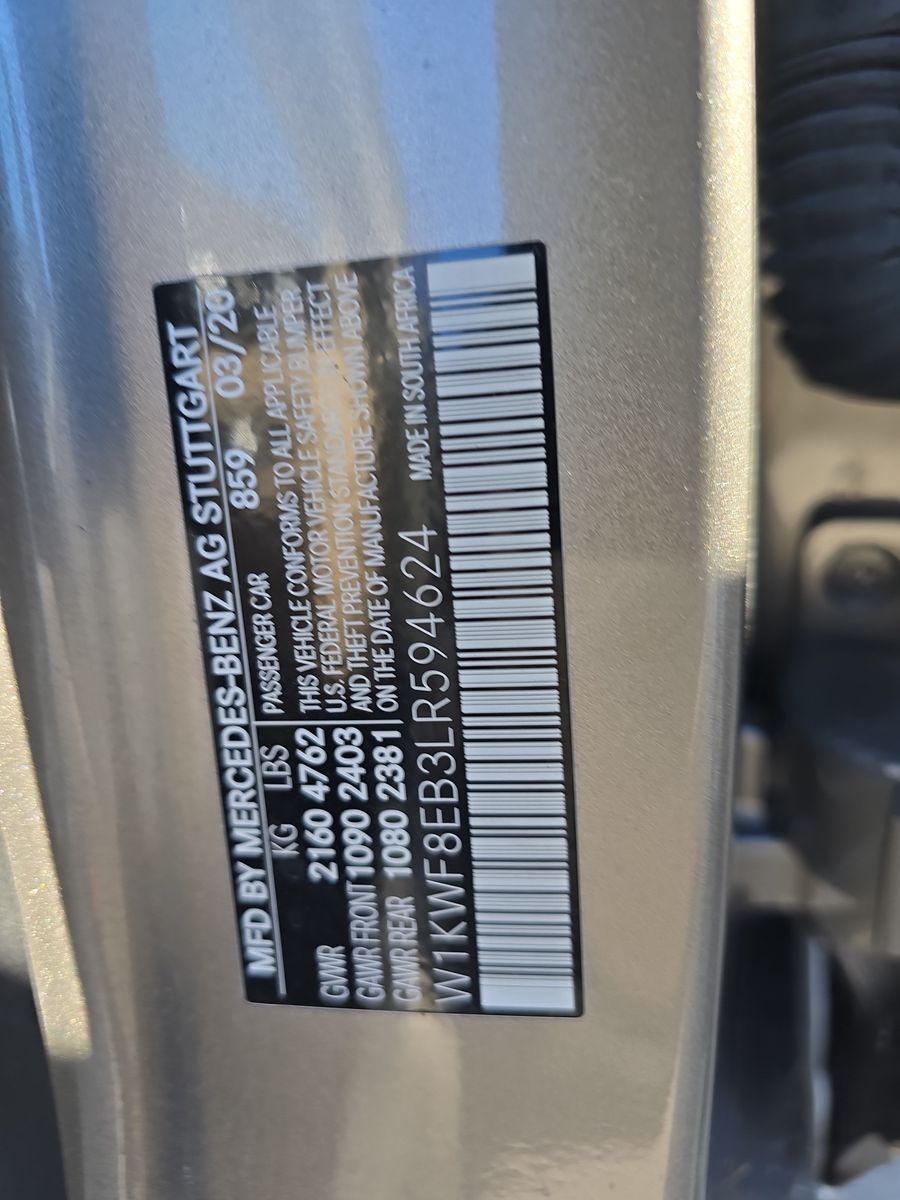 MFD BY MERCEDES-BENZ AG STUTTGART
KG LBS
859 03/20
PASSENGER CAR
GWR 2160 4762
GAWR FRONT 1090 2403
GAWR REAR 1080 2381
THIS VEHICLE CONFORMS TO ALL APPLICABLE
U.S. FEDERAL MOTOR VEHICLE SAFETY BUMPER
AND THEFT PREVENTION STANDARDS IN EFFECT
ON THE DATE OF MANUFACTURE SHOWN ABOVE
W1KWF8EB3LR594624 MADE IN SOUTH AFRICA